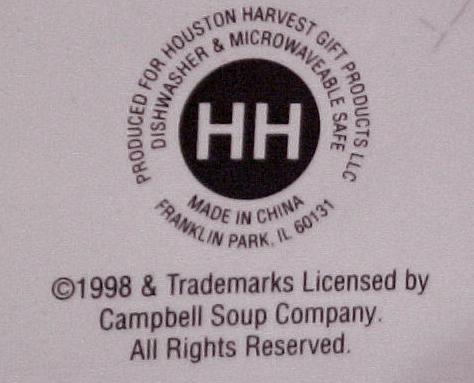 PRODUCED FOR HOUSTON HARVEST GIFT PRODUCTS LLC
DISHWASHER & MICROWAVEABLE SAFE
HH
MADE IN CHINA
FRANKLIN PARK, IL 60131
©1998 & Trademarks Licensed by
Campbell Soup Company.
All Rights Reserved.